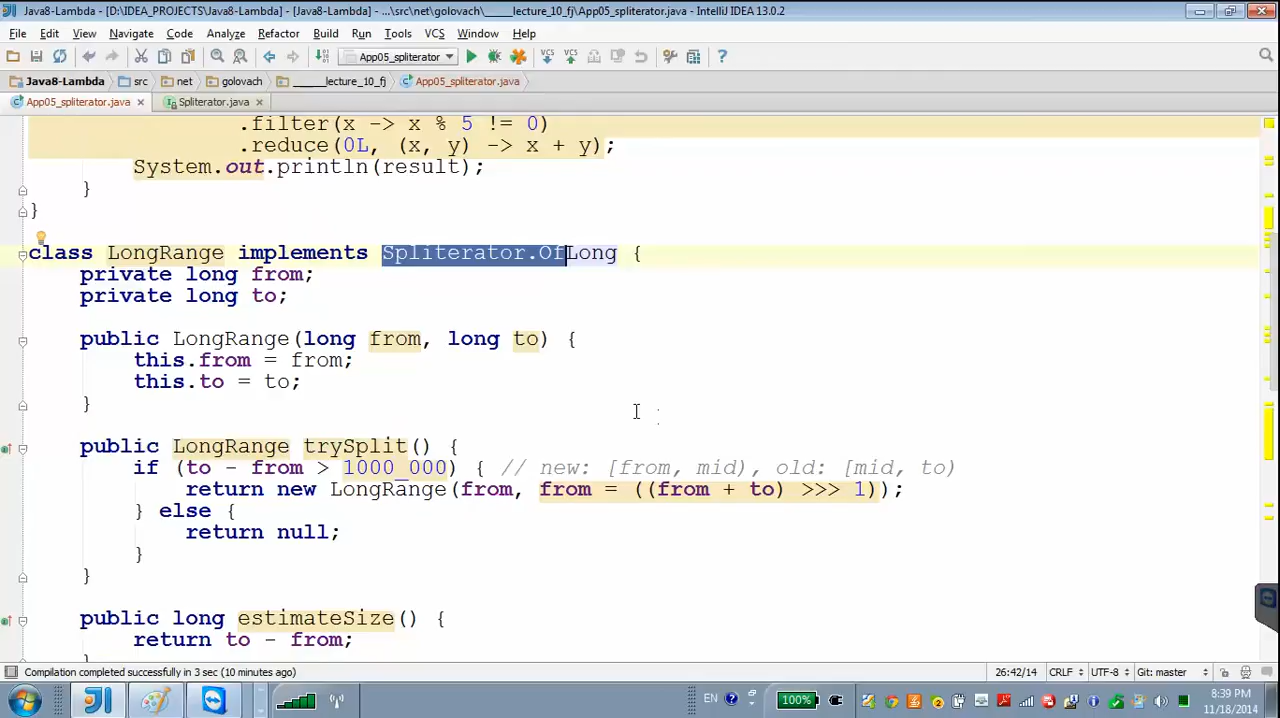 Java8-Lambda - [D:\IDEA_PROJECTS\Java8-Lambda] - [Java8-Lambda] - ...\src\net\golovach\_____lecture_10_fj\App05_spliterator.java - IntelliJ IDEA 13.0.2
File Edit View Navigate Code Analyze Refactor Build Run Tools VCS Window Help
App05_spliterator
Java8-Lambda src net golovach _____lecture_10_fj App05_spliterator.java
App05_spliterator.java Spliterator.java
.filter(x -> x % 5 != 0)
.reduce(0L, (x, y) -> x + y);
System.out.println(result);
}
}
class LongRange implements Spliterator.OfLong {
private long from;
private long to;
public LongRange(long from, long to) {
this.from = from;
this.to = to;
}
public LongRange trySplit() {
if (to - from > 1000_000) { // new: [from, mid), old: [mid, to)
return new LongRange(from, from = ((from + to) >>> 1));
} else {
return null;
}
}
public long estimateSize() {
return to - from;
Compilation completed successfully in 3 sec (10 minutes ago) 26:42/14 CRLF UTF-8 Git: master
EN 100% 8:39 PM
11/18/2014